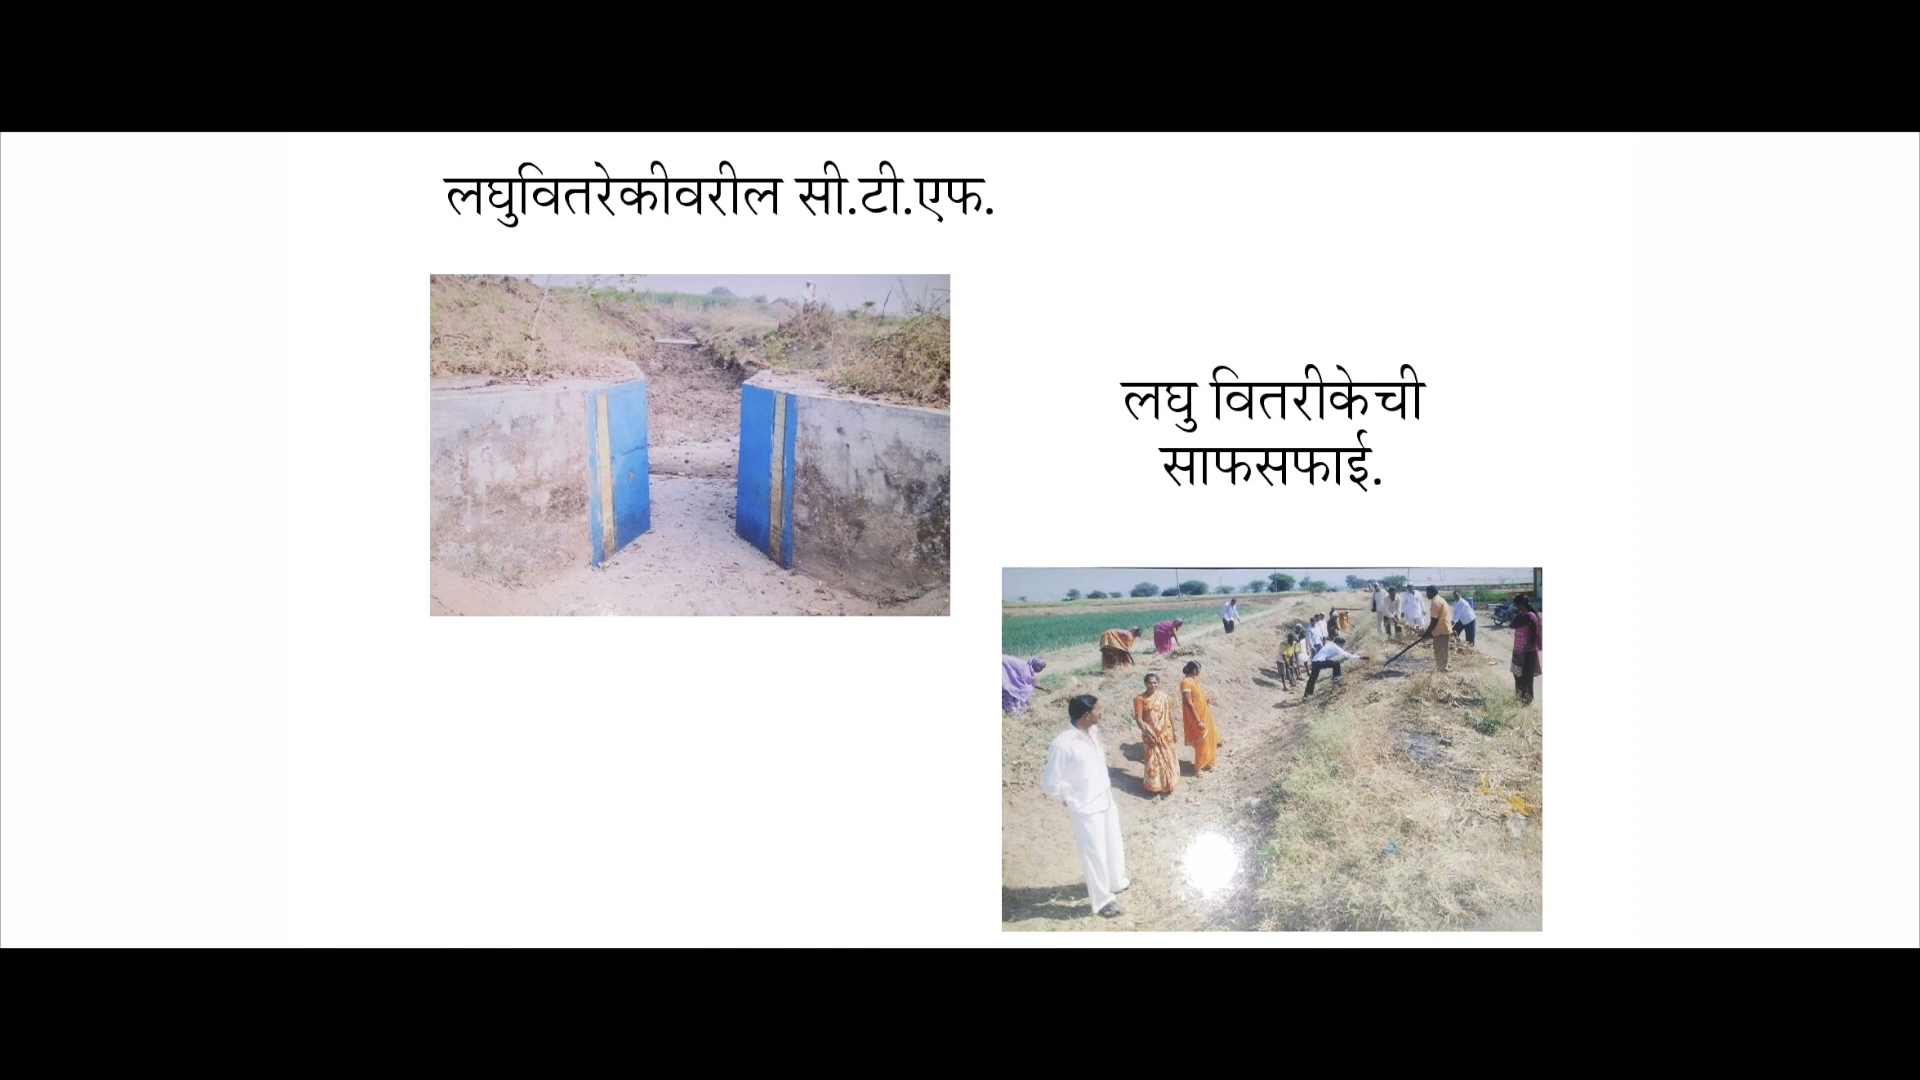 लघुवितरेकीवरील सी.टी.एफ.
लघु वितरीकेची
साफसफाई.